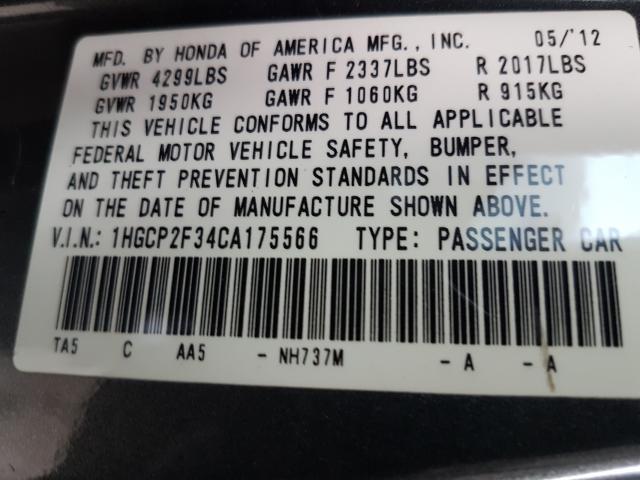 MFD. BY HONDA OF AMERICA MFG., INC. 05/'12
GVWR 4299LBS GAWR F 2337LBS R 2017LBS
GVWR 1950KG GAWR F 1060KG R 915KG
THIS VEHICLE CONFORMS TO ALL APPLICABLE
FEDERAL MOTOR VEHICLE SAFETY, BUMPER,
AND THEFT PREVENTION STANDARDS IN EFFECT
ON THE DATE OF MANUFACTURE SHOWN ABOVE.
V.I.N.: 1HGCP2F34CA175566 TYPE: PASSENGER CAR
TA5 C AA5 - NH737M - A - A